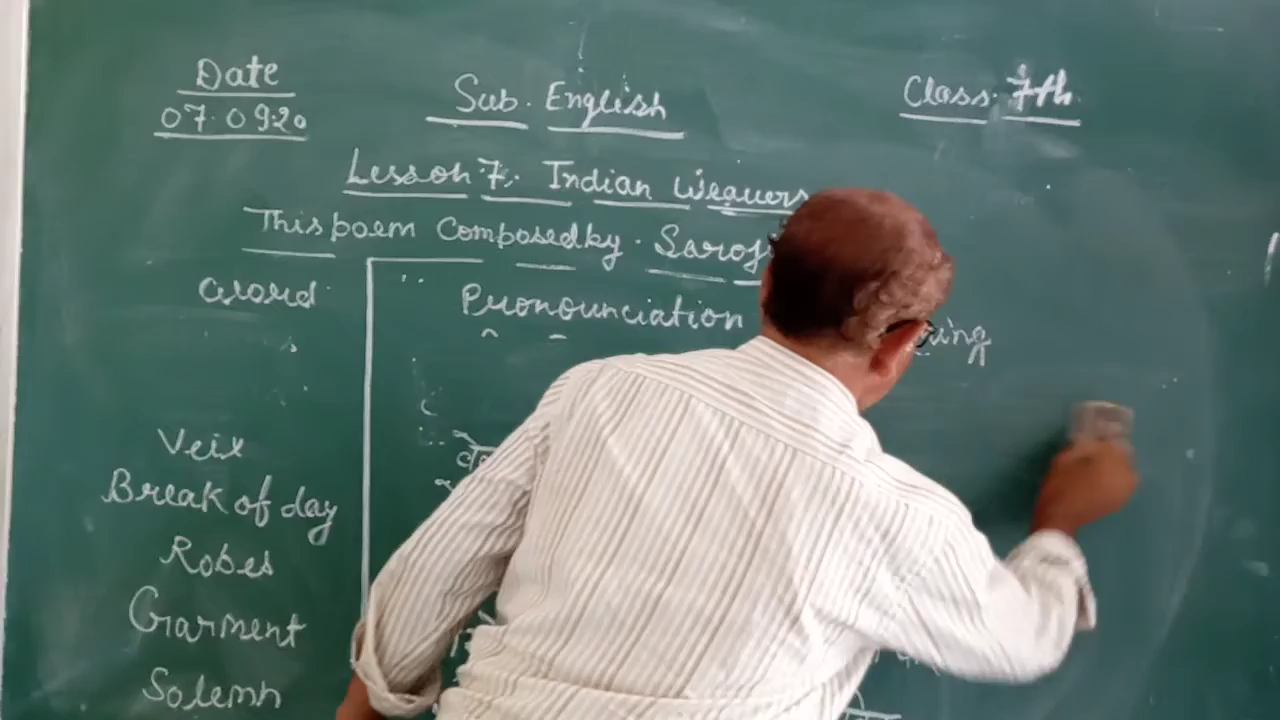 Date Sub. English Class. 7th
07.09.20
Lesson 7. Indian Weavers
This poem Composed by. Saroj
Word Pronounciation
Veix
Break of day
Robes
Garment
Solemn